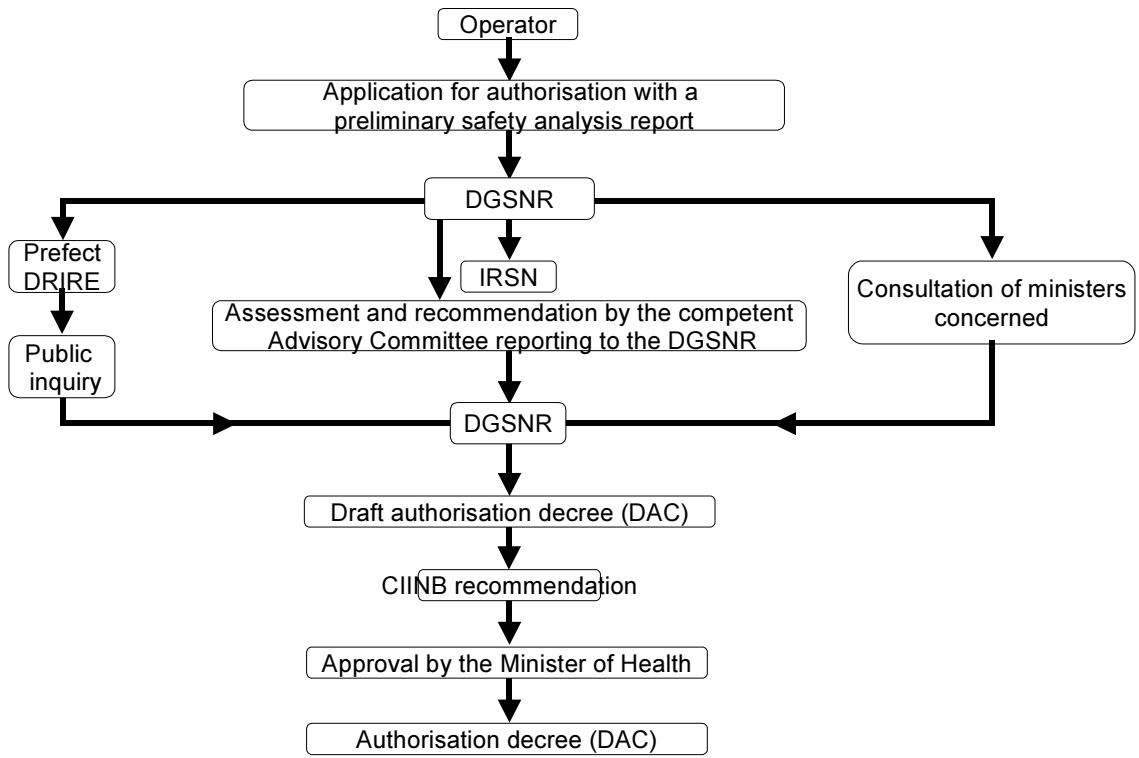 Operator
Application for authorisation with a
preliminary safety analysis report
DGSNR
Prefect
DRIRE
IRSN
Consultation of ministers
concerned
Assessment and recommendation by the competent
Advisory Committee reporting to the DGSNR
Public
inquiry
DGSNR
Draft authorisation decree (DAC)
CIINB recommendation
Approval by the Minister of Health
Authorisation decree (DAC)